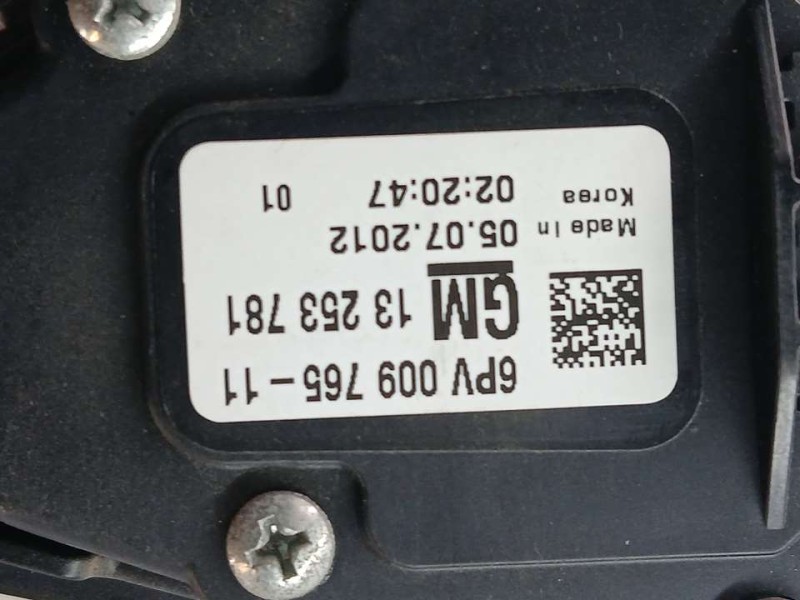 6PV 009 765-11
GM 13 253 781
Made In 05.07.2012
Korea 02:20:47 01